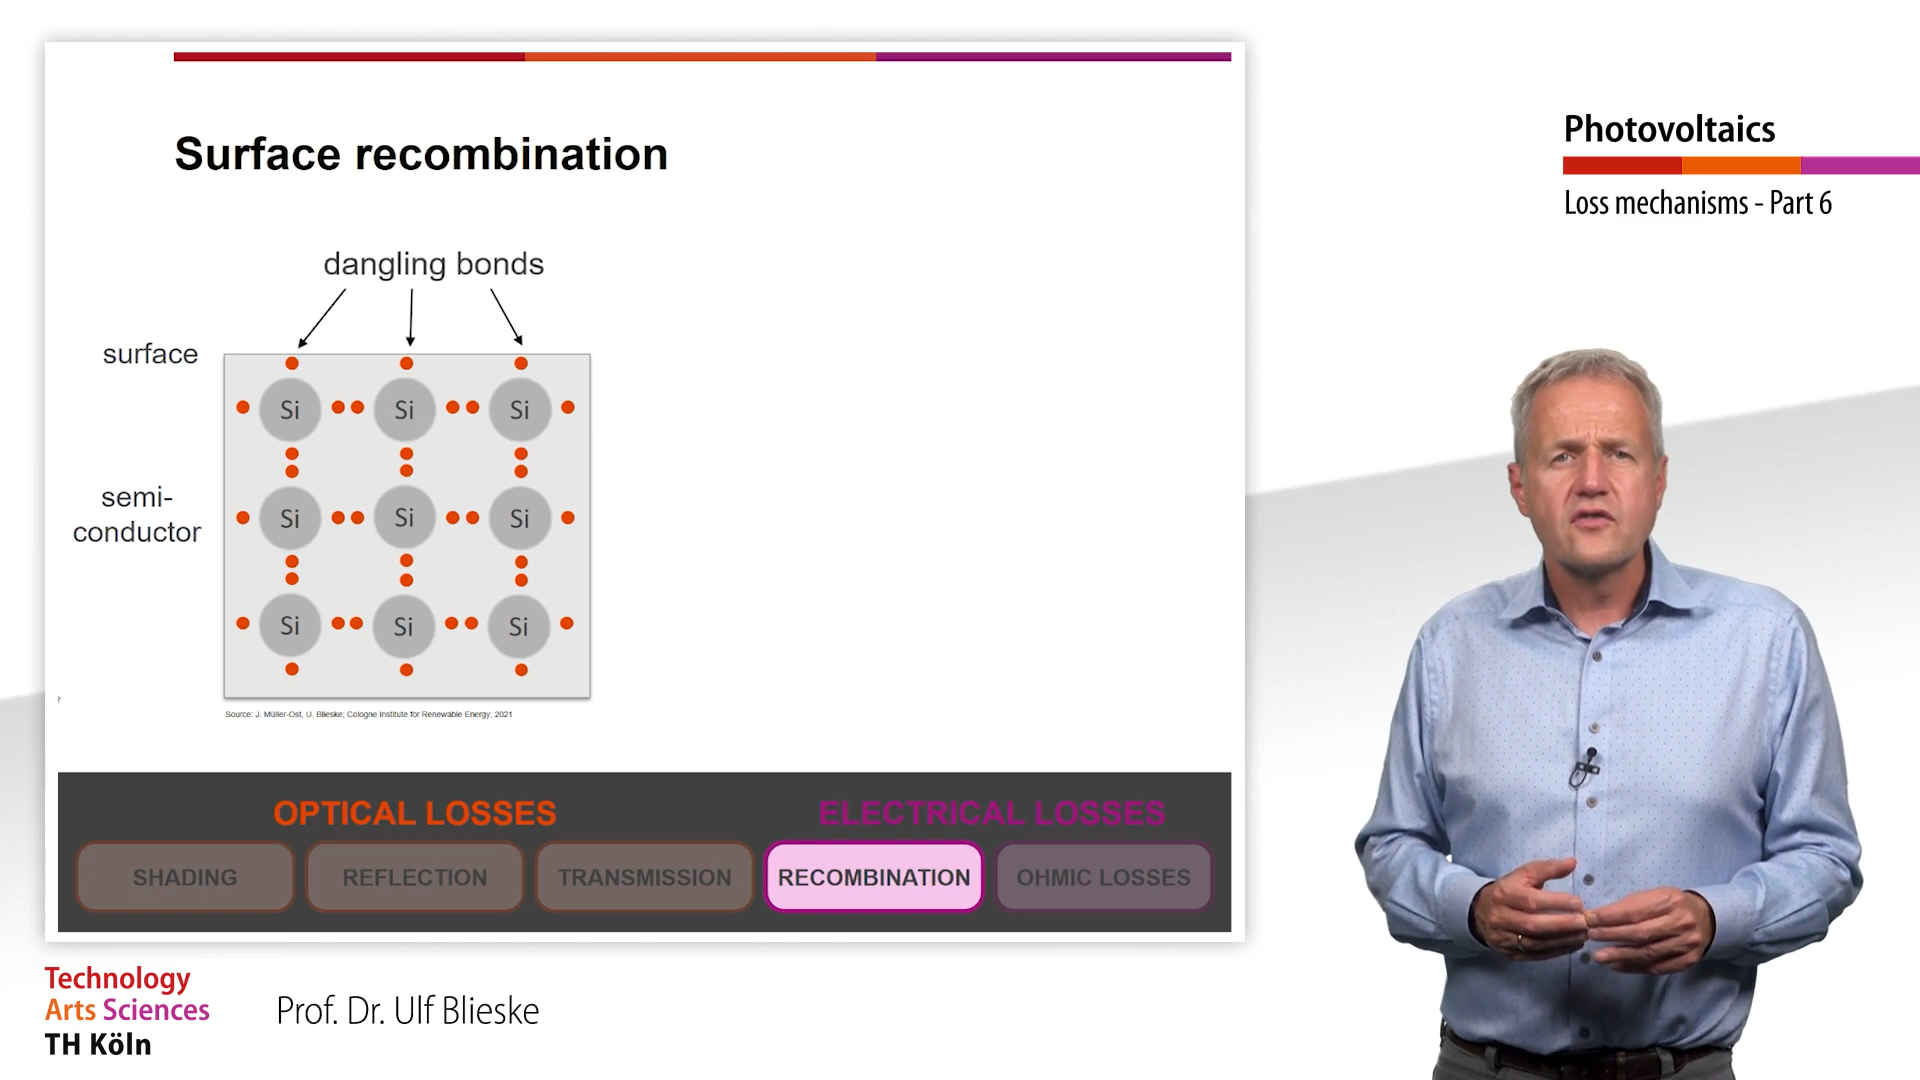 Surface recombination
dangling bonds
surface
Si Si Si
semi-
conductor
Si Si Si
Si Si Si
Source: J. Müller-Ost, U. Blieske; Cologne Institute for Renewable Energy; 2021
OPTICAL LOSSES
ELECTRICAL LOSSES
SHADING
REFLECTION
TRANSMISSION
RECOMBINATION
OHMIC LOSSES
Photovoltaics
Loss mechanisms - Part 6
Technology
Arts Sciences
TH Köln
Prof. Dr. Ulf Blieske